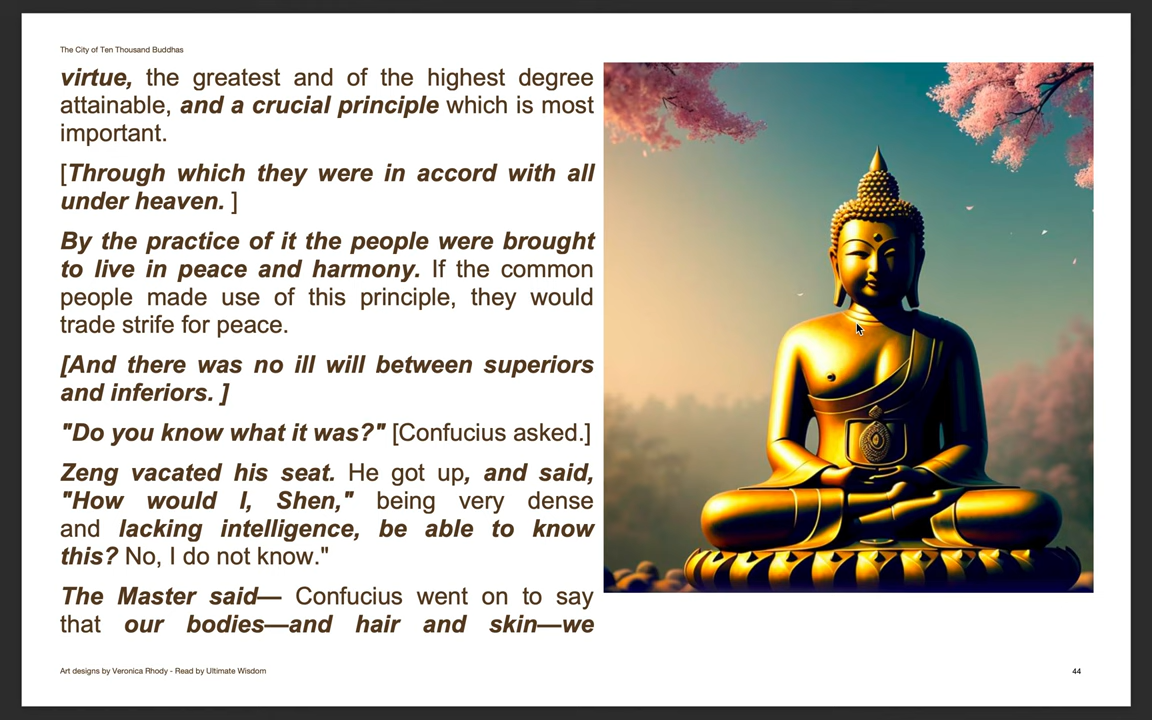 The City of Ten Thousand Buddhas
virtue, the greatest and of the highest degree
attainable, and a crucial principle which is most
important.
[Through which they were in accord with all
under heaven. ]
By the practice of it the people were brought
to live in peace and harmony. If the common
people made use of this principle, they would
trade strife for peace.
[And there was no ill will between superiors
and inferiors. ]
"Do you know what it was?" [Confucius asked.]
Zeng vacated his seat. He got up, and said,
"How would I, Shen," being very dense
and lacking intelligence, be able to know
this? No, I do not know."
The Master said— Confucius went on to say
that our bodies—and hair and skin—we
Art designs by Veronica Rhody - Read by Ultimate Wisdom
44